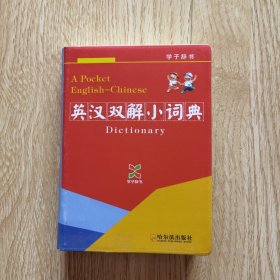 学子辞书
A Pocket
English-Chinese
英汉双解小词典
Dictionary
学子辞书
哈尔滨出版社